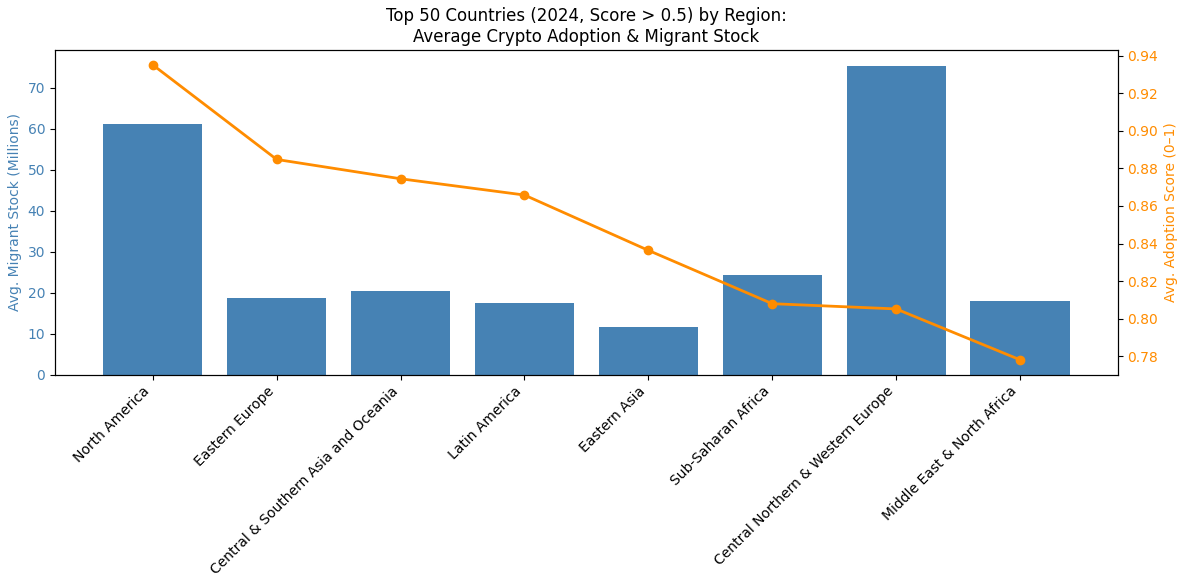 Top 50 Countries (2024, Score > 0.5) by Region:
Average Crypto Adoption & Migrant Stock
Avg. Migrant Stock (Millions)
70
60
50
40
30
20
10
0
0.94
0.92
0.90
0.88
0.86
0.84
0.82
0.80
0.78
Avg. Adoption Score (0–1)
North America
Eastern Europe
Central & Southern Asia and Oceania
Latin America
Eastern Asia
Sub-Saharan Africa
Central Northern & Western Europe
Middle East & North Africa